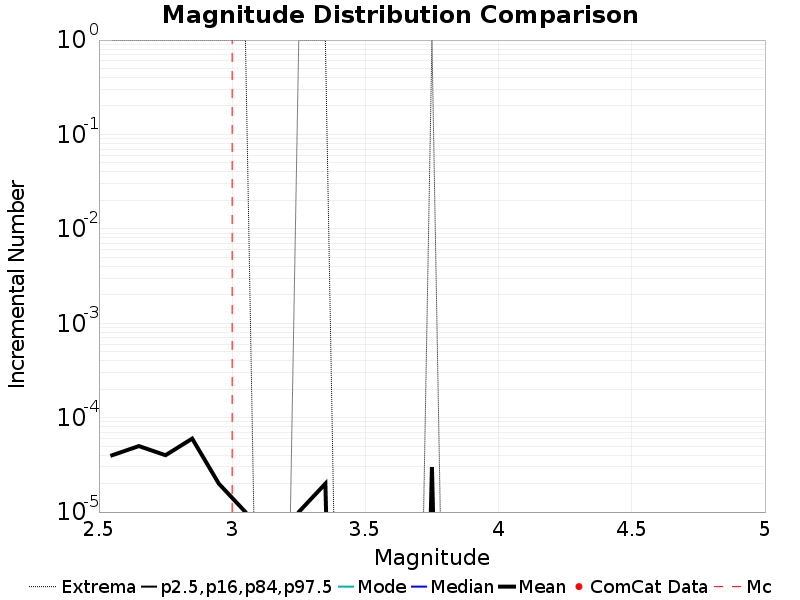 Magnitude Distribution Comparison
10^0
10^-1
10^-2
10^-3
10^-4
10^-5
Incremental Number
2.5 3 3.5 4 4.5 5
Magnitude
Extrema p2.5,p16,p84,p97.5 Mode Median Mean ComCat Data Mc